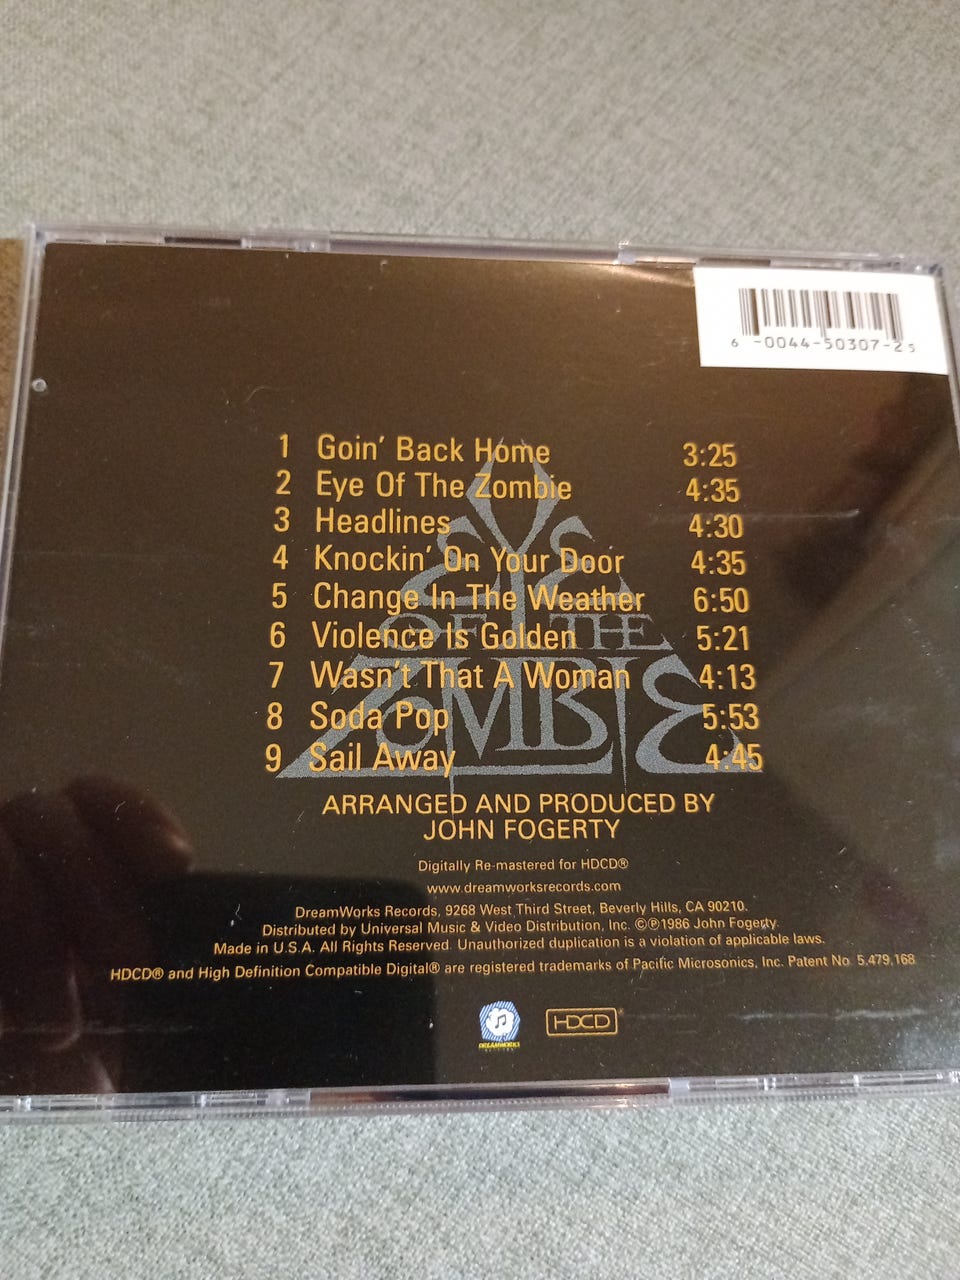 6 -0044-50307-2 5
1 Goin' Back Home 3:25
2 Eye Of The Zombie 4:35
3 Headlines 4:30
4 Knockin' On Your Door 4:35
5 Change In The Weather 6:50
6 Violence Is Golden 5:21
7 Wasn't That A Woman 4:13
8 Soda Pop 5:53
9 Sail Away 4:45
EYE
OF THE
ZOMBIE
ARRANGED AND PRODUCED BY
JOHN FOGERTY
Digitally Re-mastered for HDCD®
www.dreamworksrecords.com
DreamWorks Records, 9268 West Third Street, Beverly Hills, CA 90210.
Distributed by Universal Music & Video Distribution, Inc. ©℗1986 John Fogerty.
Made in U.S.A. All Rights Reserved. Unauthorized duplication is a violation of applicable laws.
HDCD® and High Definition Compatible Digital® are registered trademarks of Pacific Microsonics, Inc. Patent No. 5,479,168
DREAMWORKS
RECORDS
HDCD